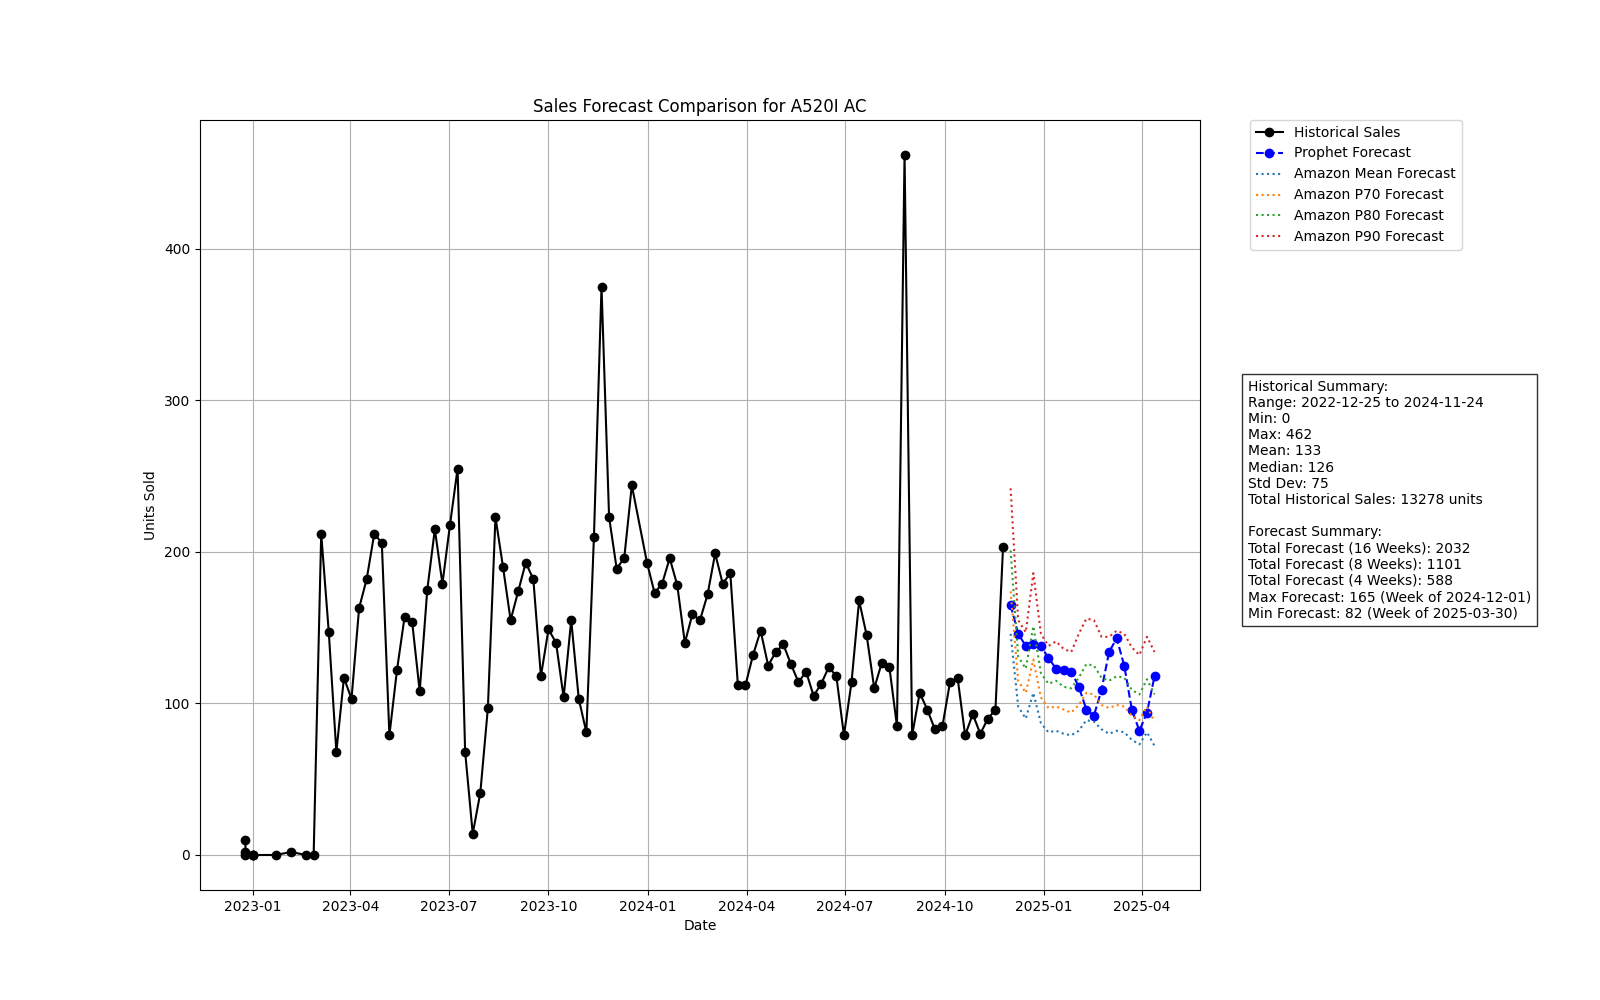 Sales Forecast Comparison for A520I AC
Historical Sales
Prophet Forecast
Amazon Mean Forecast
Amazon P70 Forecast
Amazon P80 Forecast
Amazon P90 Forecast
400
300
200
100
0
Units Sold
2023-01
2023-04
2023-07
2023-10
2024-01
2024-04
2024-07
2024-10
2025-01
2025-04
Date
Historical Summary:
Range: 2022-12-25 to 2024-11-24
Min: 0
Max: 462
Mean: 133
Median: 126
Std Dev: 75
Total Historical Sales: 13278 units
Forecast Summary:
Total Forecast (16 Weeks): 2032
Total Forecast (8 Weeks): 1101
Total Forecast (4 Weeks): 588
Max Forecast: 165 (Week of 2024-12-01)
Min Forecast: 82 (Week of 2025-03-30)